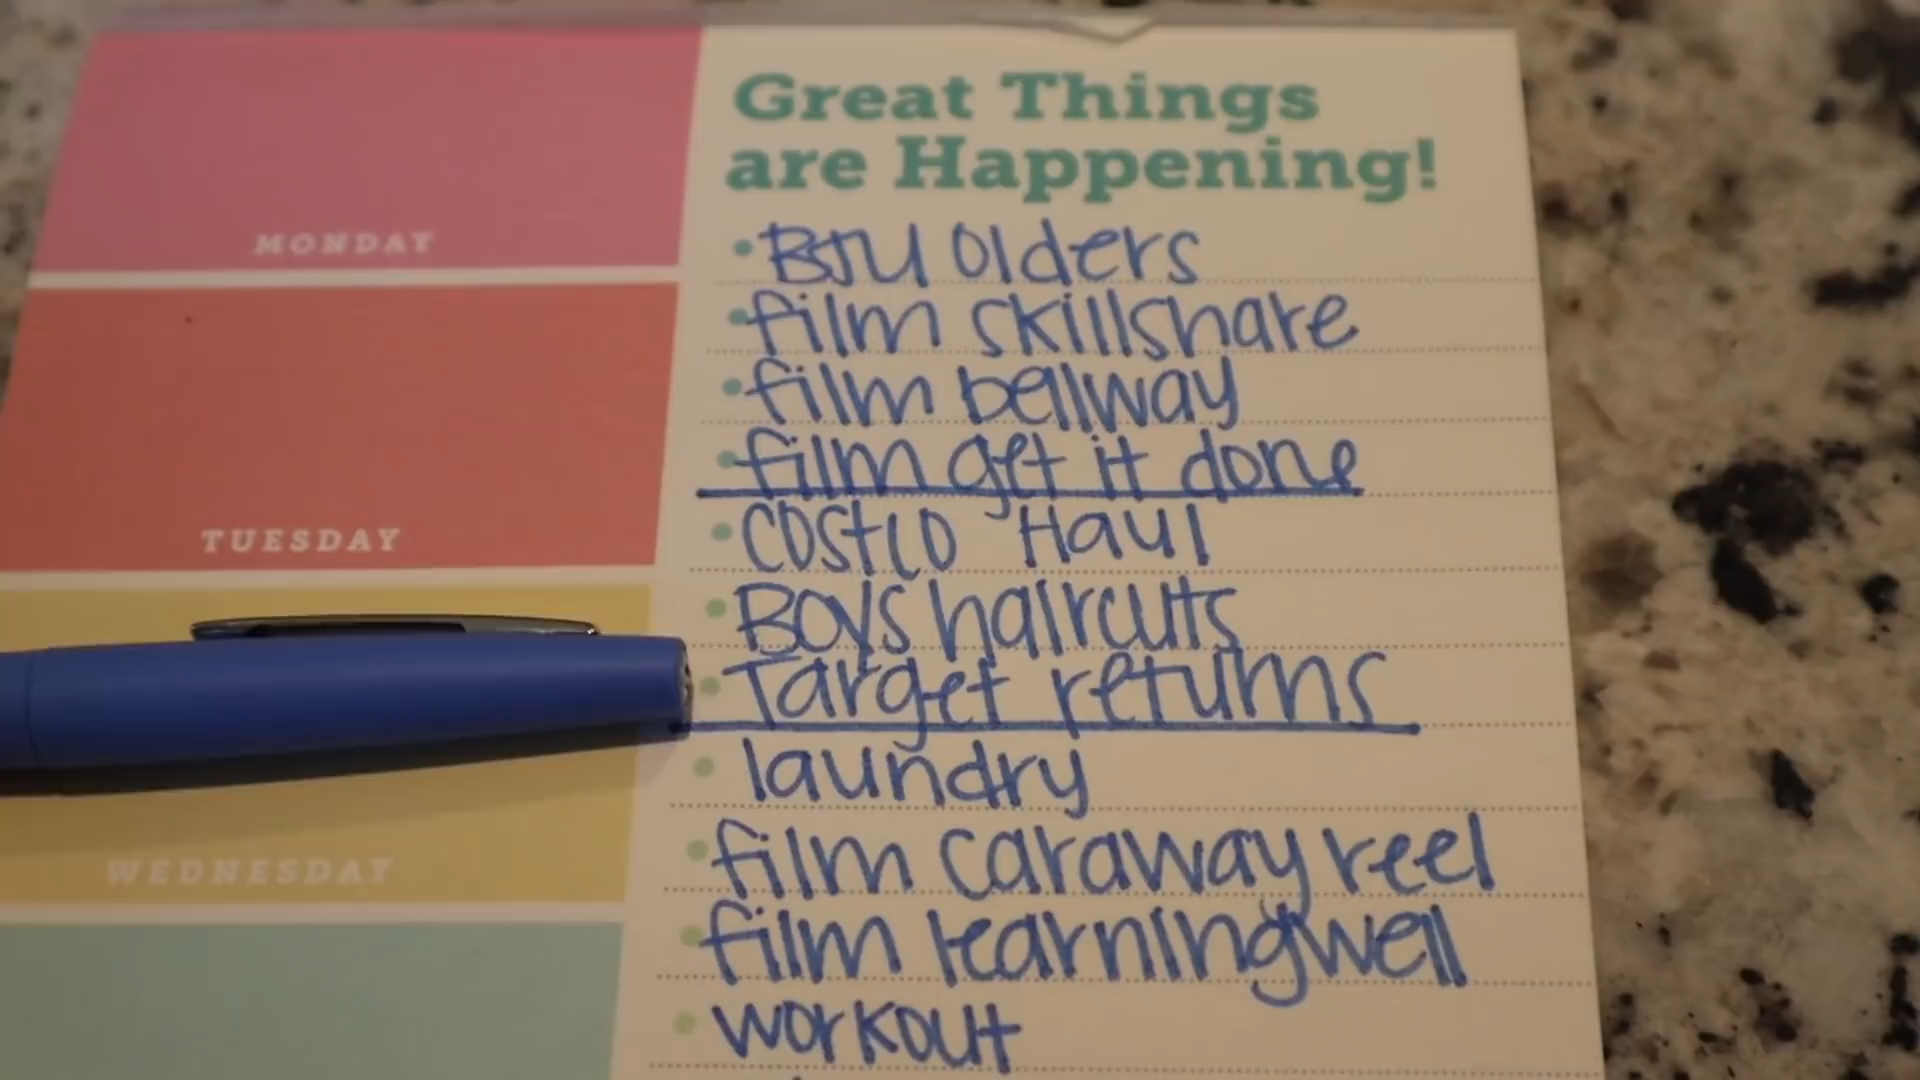 MONDAY
TUESDAY
WEDNESDAY
Great Things
are Happening!
BJU Olders
film skillshare
film bellway
film get it done
Costco Haul
Boys haircuts
Target returns
laundry
film caraway reel
film learningwell
workout